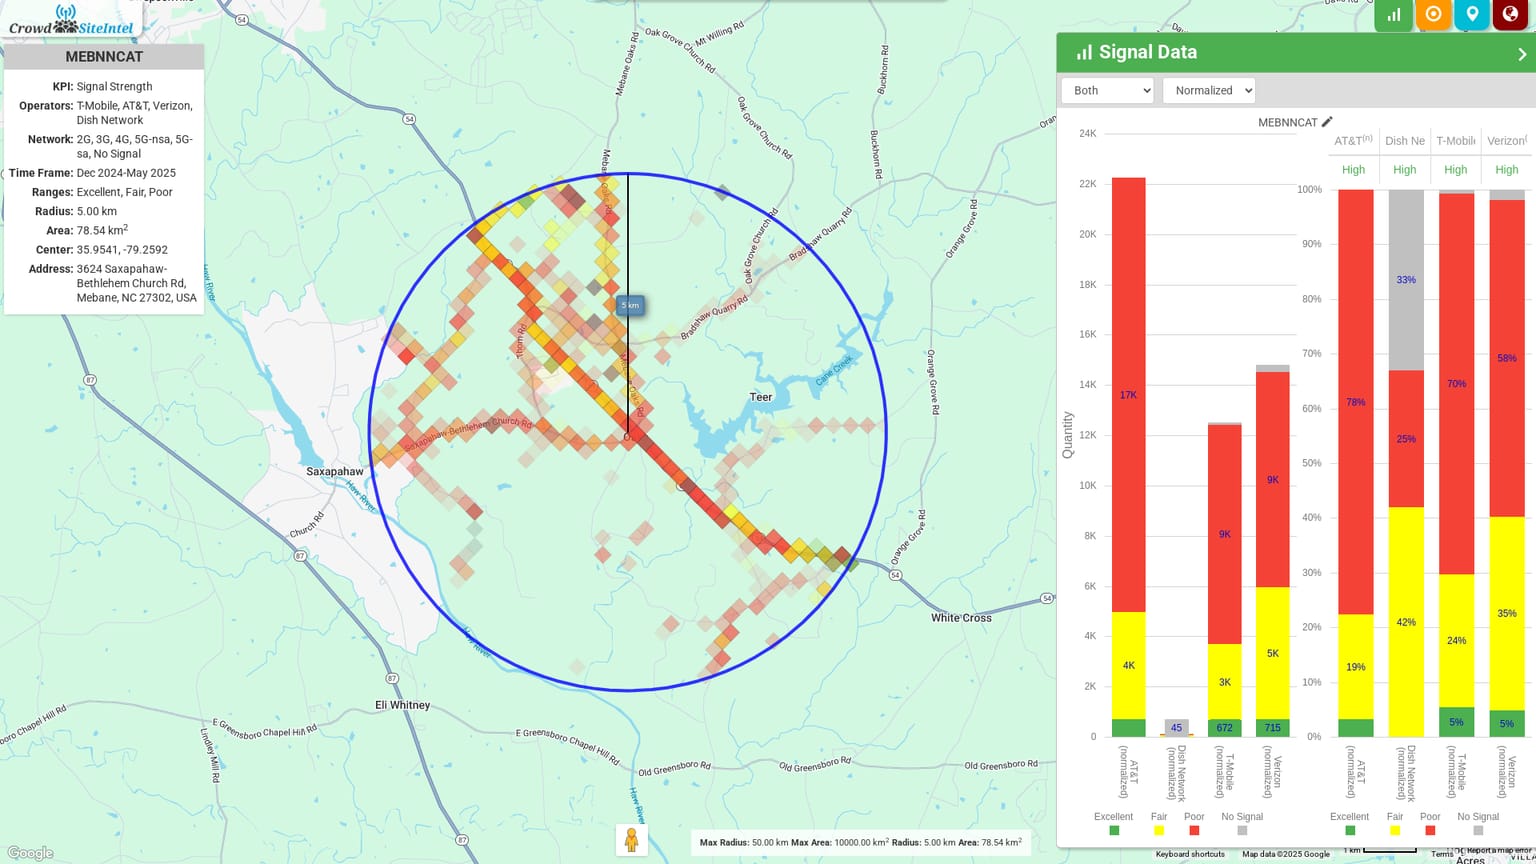 Crowd SiteIntel
MEBNNCAT
KPI: Signal Strength
Operators: T-Mobile, AT&T, Verizon,
Dish Network
Network: 2G, 3G, 4G, 5G-nsa, 5G-
sa, No Signal
Time Frame: Dec 2024-May 2025
Ranges: Excellent, Fair, Poor
Radius: 5.00 km
Area: 78.54 km²
Center: 35.9541, -79.2592
Address: 3624 Saxapahaw-
Bethlehem Church Rd,
Mebane, NC 27302, USA
54
Mt Willing Rd
Oak Grove Church Rd
Mebane Oaks Rd
Buckhorn Rd
54
Oak Grove Church Rd
Buckhorn Rd
Orange Grove Rd
Oak Grove Church Rd
Bradshaw Quarry Rd
Haw River
5 km
Bradshaw Quarry Rd
Orange Grove Rd
87
Cane Creek
Teer
Saxapahaw Bethlehem Church Rd
Saxapahaw
Haw River
Church Rd
87
Orange Grove Rd
54
54
White Cross
Haw River
87
Eli Whitney
E Greensboro Chapel Hill Rd
E Greensboro Chapel Hill Rd
Lindley Mill Rd
Old Greensboro Rd
Old Greensboro Rd
Old Greensboro Rd
Haw River
87
Google
Max Radius: 50.00 km Max Area: 10000.00 km² Radius: 5.00 km Area: 78.54 km²
Signal Data
Both
Normalized
MEBNNCAT
AT&T(n)
Dish Ne
T-Mobile
Verizon(
High
High
High
High
24K
22K
20K
18K
16K
14K
12K
10K
8K
6K
4K
2K
0
Quantity
17K
4K
45
9K
3K
672
9K
5K
715
AT&T
(normalized)
Dish Network
(normalized)
T-Mobile
(normalized)
Verizon
(normalized)
Excellent
Fair
Poor
No Signal
100%
90%
80%
70%
60%
50%
40%
30%
20%
10%
0%
78%
19%
33%
25%
42%
70%
24%
5%
58%
35%
5%
AT&T
(normalized)
Dish Network
(normalized)
T-Mobile
(normalized)
Verizon
(normalized)
Excellent
Fair
Poor
No Signal
Keyboard shortcuts
Map data ©2025 Google
1 km
Terms
Report a map error
Acres